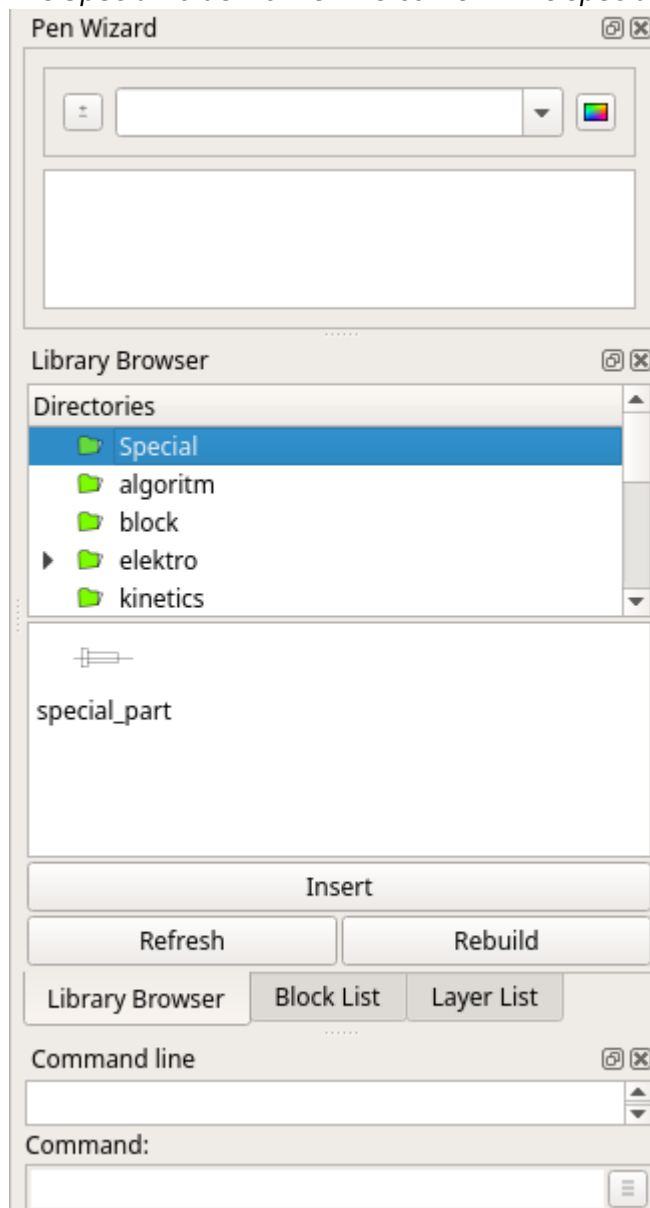 Pen Wizard
Library Browser
Directories
Special
algoritm
block
elektro
kinetics
special_part
Insert
Refresh Rebuild
Library Browser Block List Layer List
Command line
Command: